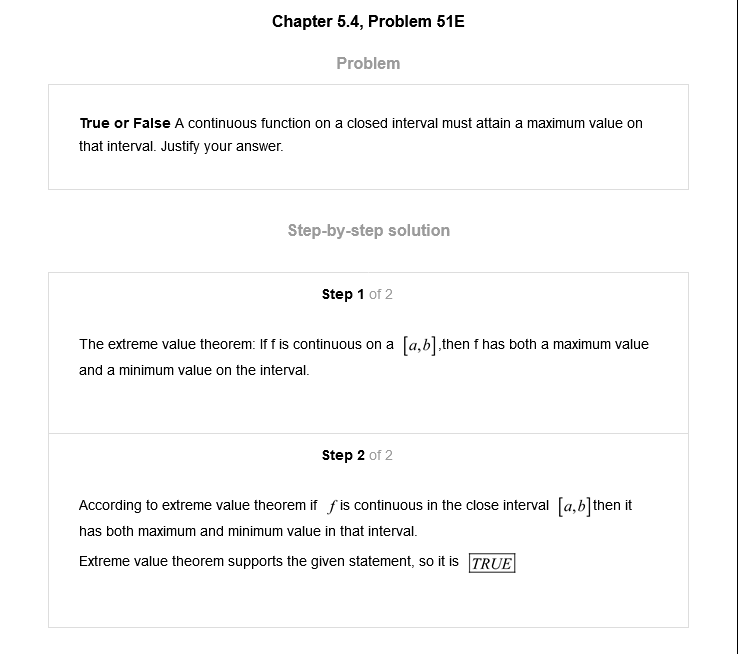 Chapter 5.4, Problem 51E
Problem
True or False A continuous function on a closed interval must attain a maximum value on
that interval. Justify your answer.
Step-by-step solution
Step 1 of 2
The extreme value theorem: If f is continuous on a [a,b],then f has both a maximum value
and a minimum value on the interval.
Step 2 of 2
According to extreme value theorem if f is continuous in the close interval [a,b]then it
has both maximum and minimum value in that interval.
Extreme value theorem supports the given statement, so it is TRUE